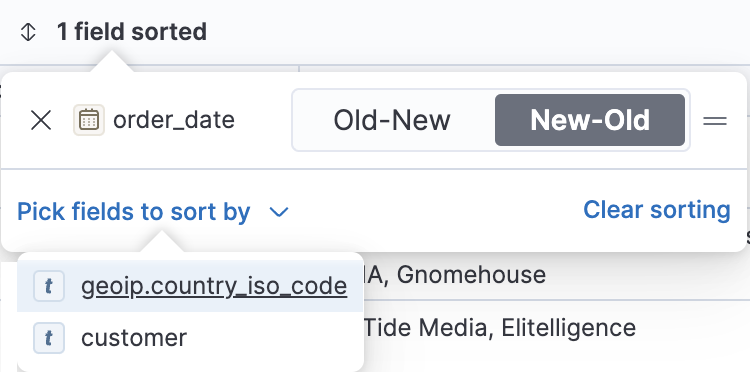 1 field sorted
order_date Old-New New-Old
Pick fields to sort by Clear sorting
t geoip.country_iso_code
Gnomehouse
t customer
Tide Media, Elitelligence